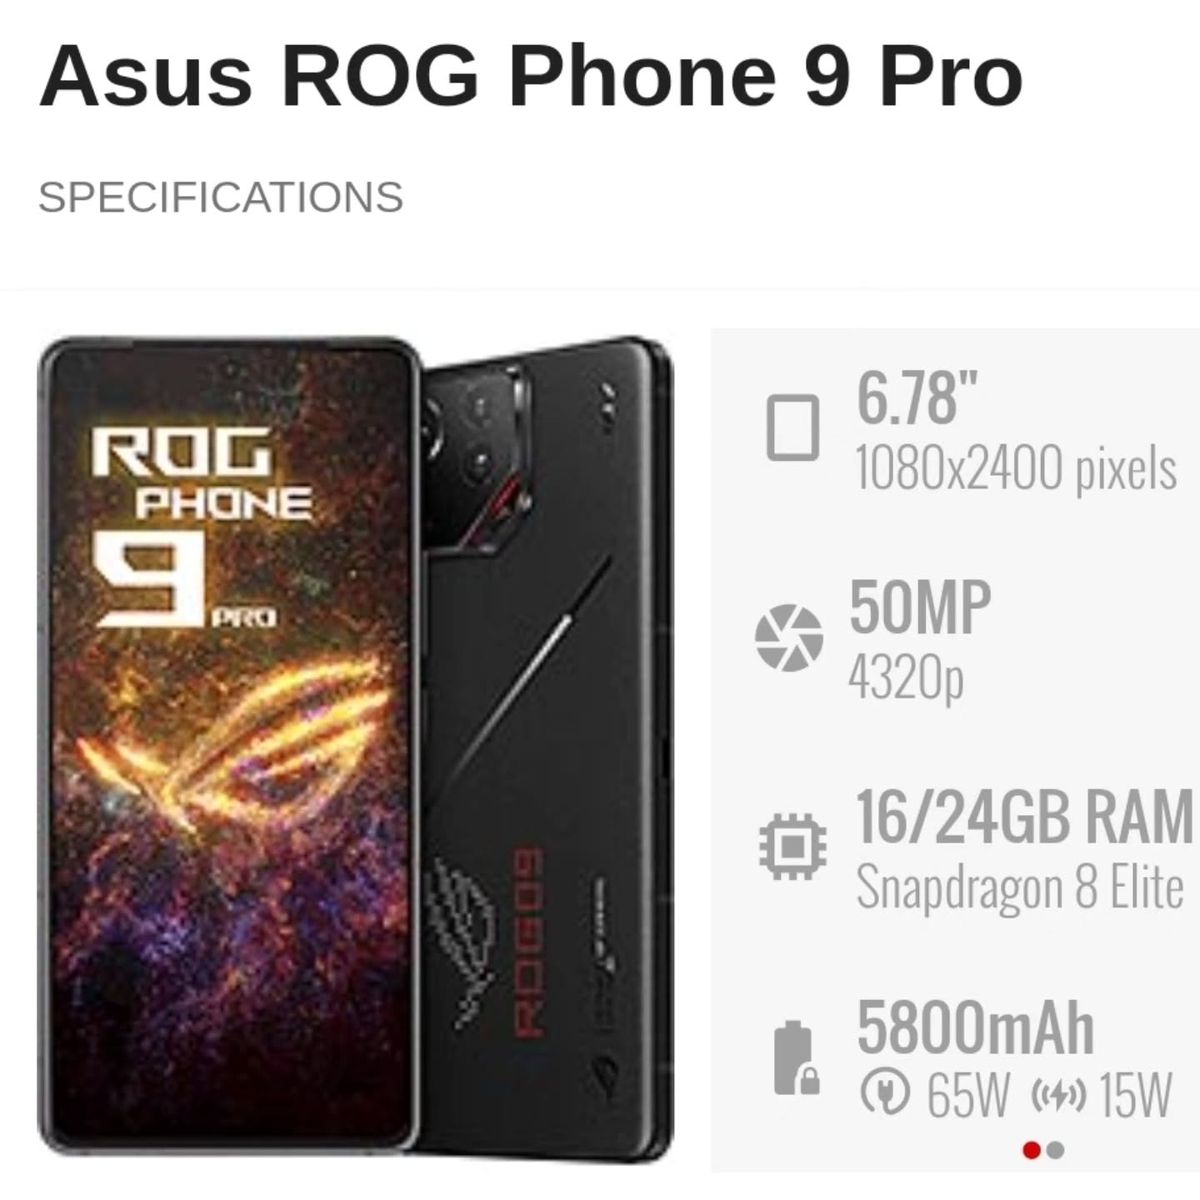 Asus ROG Phone 9 Pro
SPECIFICATIONS
ROG
PHONE
9
PRO
ROG09
6.78"
1080x2400 pixels
50MP
4320p
16/24GB RAM
Snapdragon 8 Elite
5800mAh
65W 15W